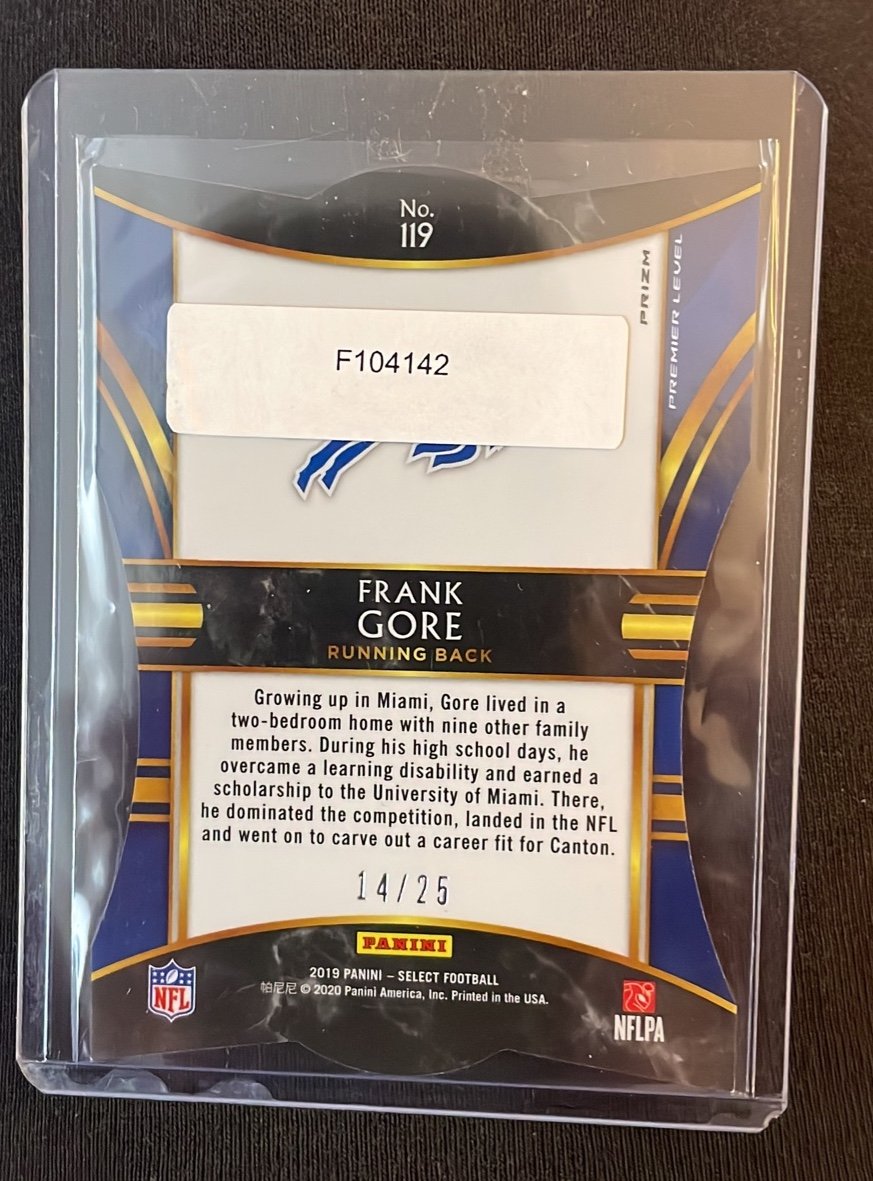 No.
119
PRIZM
PREMIER LEVEL
F104142
FRANK
GORE
RUNNING BACK
Growing up in Miami, Gore lived in a
two-bedroom home with nine other family
members. During his high school days, he
overcame a learning disability and earned a
scholarship to the University of Miami. There,
he dominated the competition, landed in the NFL
and went on to carve out a career fit for Canton.
14/25
PANINI
2019 PANINI – SELECT FOOTBALL
帕尼尼 © 2020 Panini America, Inc. Printed in the USA.
NFL
NFLPA